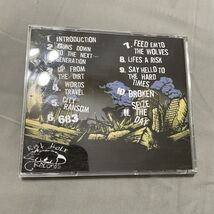 1. INTRODUCTION
2. GUNS DOWN
TO THE NEXT
GENERATION
3. UP FROM
THE DIRT
4. WORDS
TRAVEL
5. CITY
RANSOM
6. 683
7. FEED EM TO
THE WOLVES
8. LIFES A RISK
9. SAY HELLO TO
THE HARD
TIMES
10. BROKEN
11. SEIZE
THE DAY
RECORDS